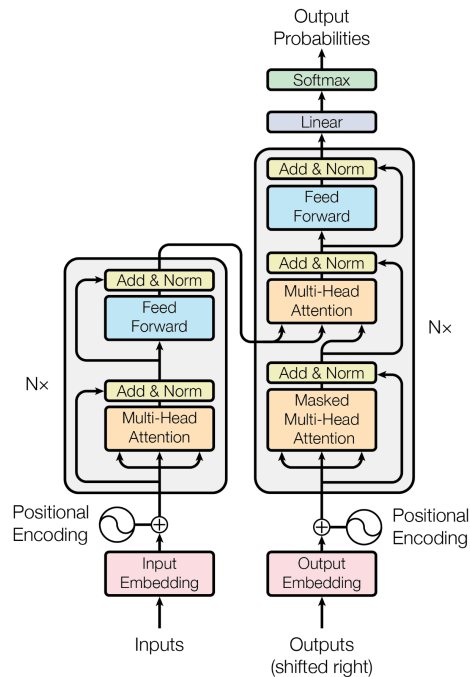 Output
Probabilities
Softmax
Linear
Add & Norm
Feed
Forward
Add & Norm
Multi-Head
Attention
Add & Norm
Masked
Multi-Head
Attention
N×
Add & Norm
Feed
Forward
Add & Norm
Multi-Head
Attention
N×
Positional
Encoding
Positional
Encoding
Input
Embedding
Output
Embedding
Inputs
Outputs
(shifted right)